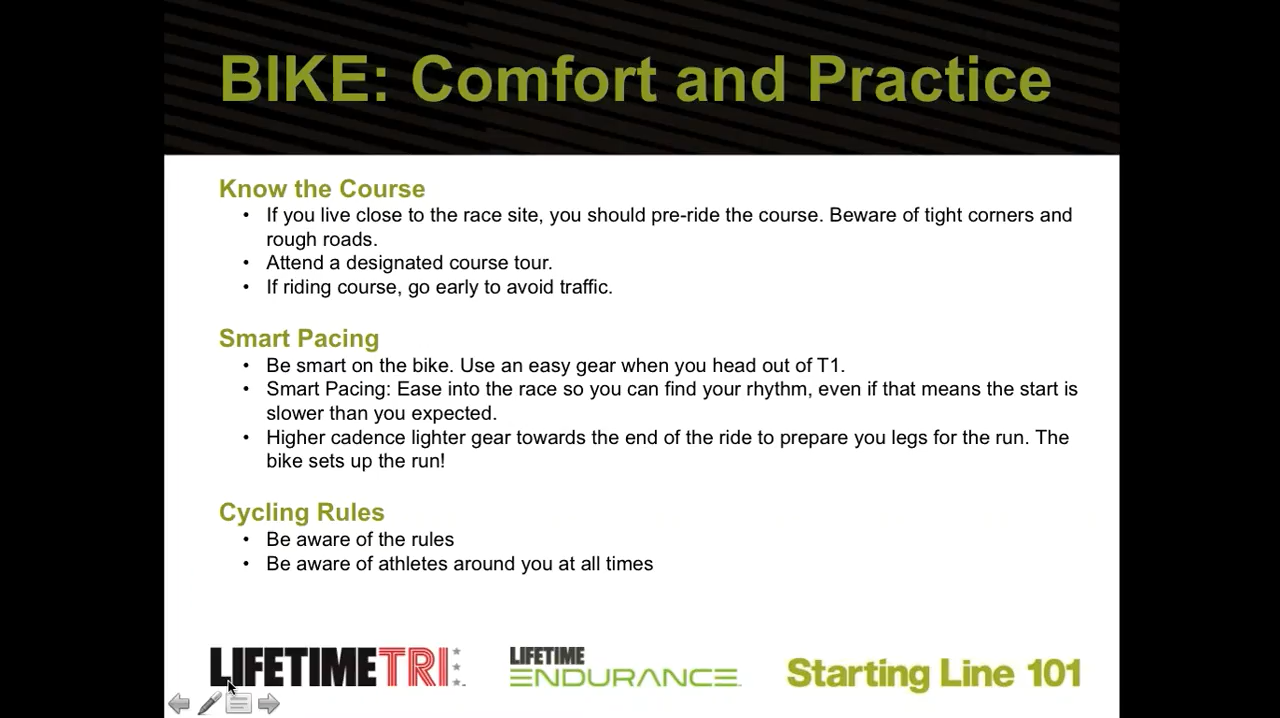 BIKE: Comfort and Practice
Know the Course
• If you live close to the race site, you should pre-ride the course. Beware of tight corners and
rough roads.
• Attend a designated course tour.
• If riding course, go early to avoid traffic.
Smart Pacing
• Be smart on the bike. Use an easy gear when you head out of T1.
• Smart Pacing: Ease into the race so you can find your rhythm, even if that means the start is
slower than you expected.
• Higher cadence lighter gear towards the end of the ride to prepare you legs for the run. The
bike sets up the run!
Cycling Rules
• Be aware of the rules
• Be aware of athletes around you at all times
LIFETIMETRI
LIFETIME
ENDURANCE
Starting Line 101